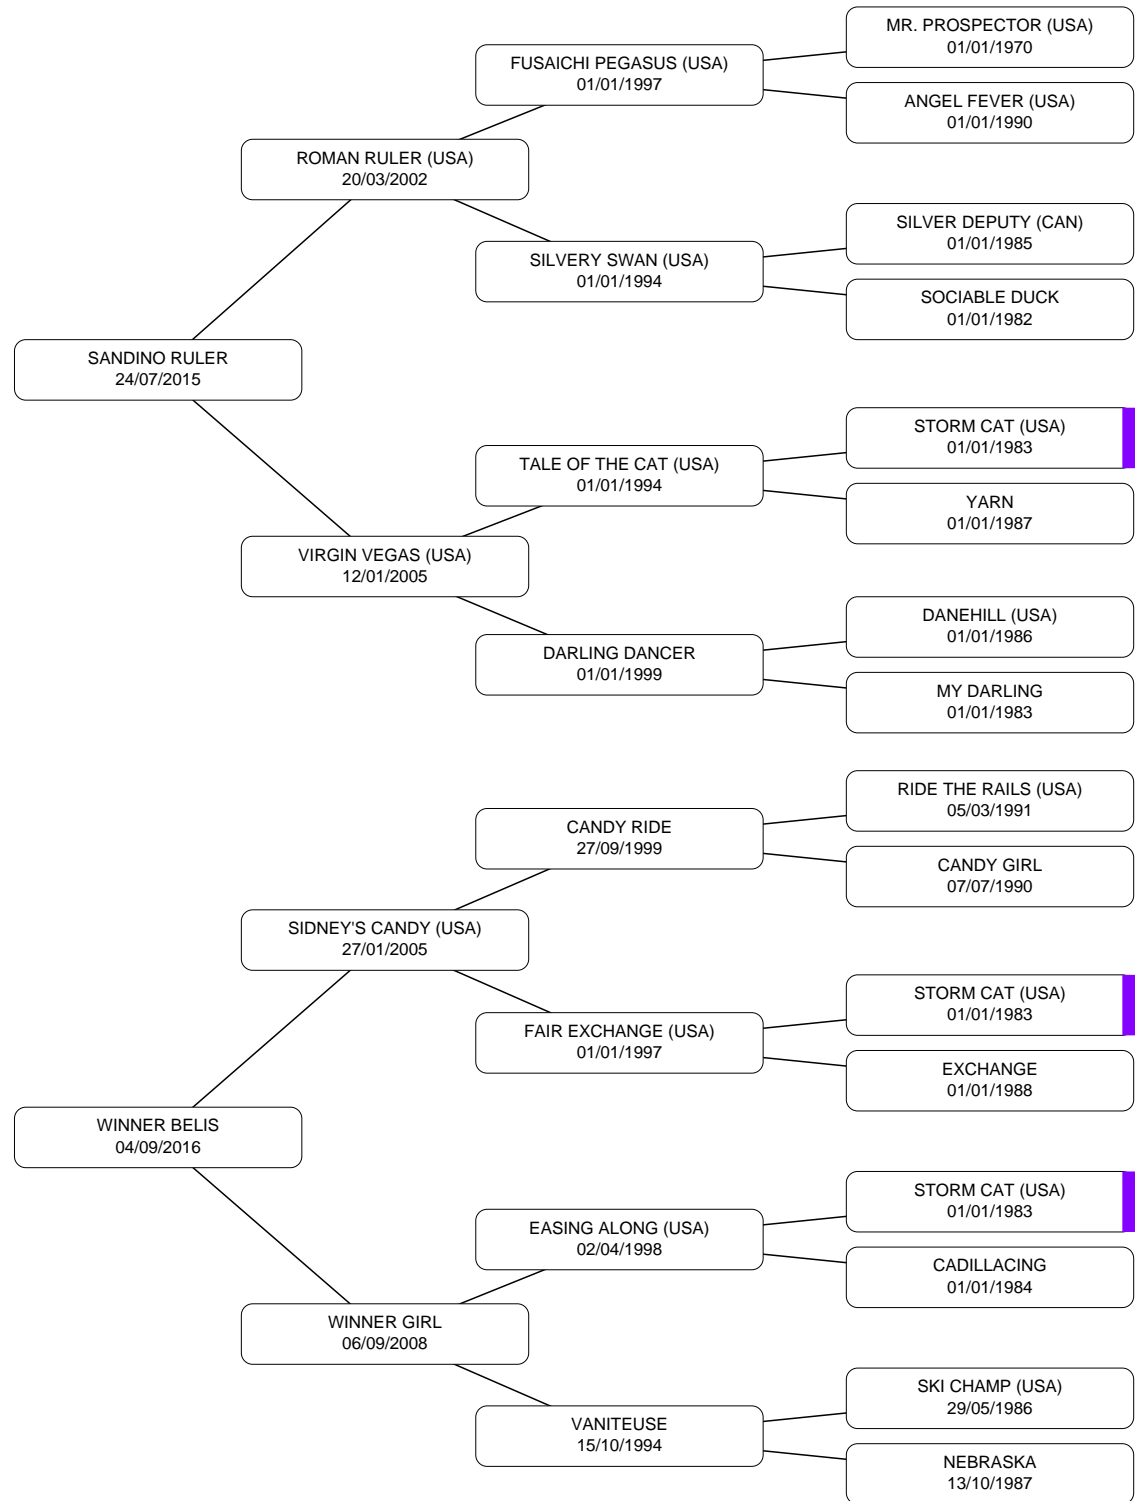 MR. PROSPECTOR (USA)
01/01/1970
FUSAICHI PEGASUS (USA)
01/01/1997
ANGEL FEVER (USA)
01/01/1990
ROMAN RULER (USA)
20/03/2002
SILVER DEPUTY (CAN)
01/01/1985
SILVERY SWAN (USA)
01/01/1994
SOCIABLE DUCK
01/01/1982
SANDINO RULER
24/07/2015
STORM CAT (USA)
01/01/1983
TALE OF THE CAT (USA)
01/01/1994
YARN
01/01/1987
VIRGIN VEGAS (USA)
12/01/2005
DANEHILL (USA)
01/01/1986
DARLING DANCER
01/01/1999
MY DARLING
01/01/1983
RIDE THE RAILS (USA)
05/03/1991
CANDY RIDE
27/09/1999
CANDY GIRL
07/07/1990
SIDNEY'S CANDY (USA)
27/01/2005
STORM CAT (USA)
01/01/1983
FAIR EXCHANGE (USA)
01/01/1997
EXCHANGE
01/01/1988
WINNER BELIS
04/09/2016
STORM CAT (USA)
01/01/1983
EASING ALONG (USA)
02/04/1998
CADILLACING
01/01/1984
WINNER GIRL
06/09/2008
SKI CHAMP (USA)
29/05/1986
VANITEUSE
15/10/1994
NEBRASKA
13/10/1987